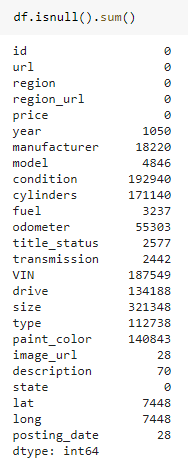 df.isnull().sum()
id 0
url 0
region 0
region_url 0
price 0
year 1050
manufacturer 18220
model 4846
condition 192940
cylinders 171140
fuel 3237
odometer 55303
title_status 2577
transmission 2442
VIN 187549
drive 134188
size 321348
type 112738
paint_color 140843
image_url 28
description 70
state 0
lat 7448
long 7448
posting_date 28
dtype: int64